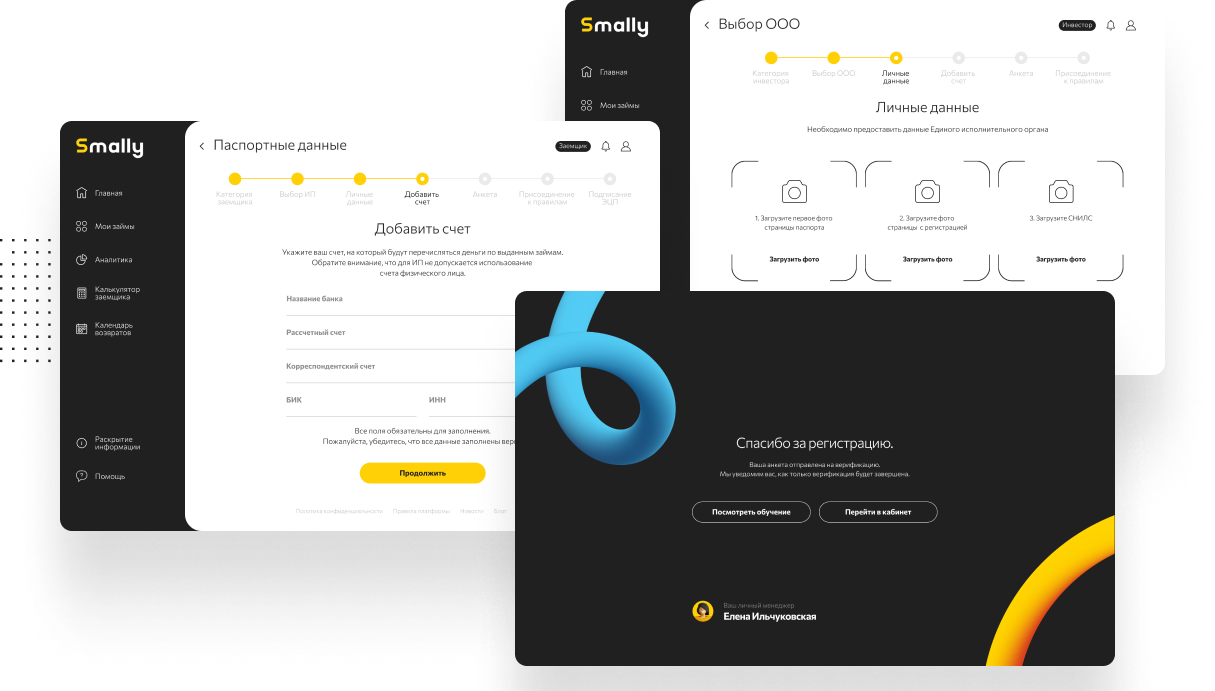 Smally
Главная
Мои займы
Выбор ООО
Инвестор
Категория
инвестора
Выбор ООО
Личные
данные
Добавить
счет
Анкета
Присоединение
к правилам
Личные данные
Необходимо предоставить данные Единого исполнительного органа
1. Загрузите первое фото
страницы паспорта
Загрузить фото
2. Загрузите фото
страницы с регистрацией
Загрузить фото
3. Загрузите СНИЛС
Загрузить фото
Smally
Главная
Мои займы
Аналитика
Калькулятор
заемщика
Календарь
возвратов
Раскрытие
информации
Помощь
Паспортные данные
Заемщик
Категория
заемщика
Выбор ИП
Личные
данные
Добавить
счет
Анкета
Присоединение
к правилам
Подписание
ЭЦП
Добавить счет
Укажите ваш счет, на который будут перечисляться деньги по выданным займам.
Обратите внимание, что для ИП не допускается использование
счета физического лица.
Название банка
Рассчетный счет
Корреспондентский счет
БИК
ИНН
Все поля обязательны для заполнения.
Пожалуйста, убедитесь, что все данные заполнены вер
Продолжить
Политика конфиденциальности
Правила платформы
Новости
Блог
Спасибо за регистрацию.
Ваша анкета отправлена на верификацию.
Мы уведомим вас, как только верификация будет завершена.
Посмотреть обучение
Перейти в кабинет
Ваш личный менеджер
Елена Ильчуковская